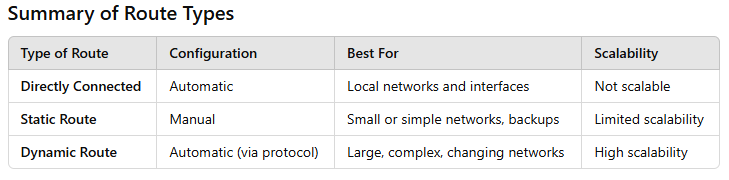 Summary of Route Types
Type of Route Configuration Best For Scalability
Directly Connected Automatic Local networks and interfaces Not scalable
Static Route Manual Small or simple networks, backups Limited scalability
Dynamic Route Automatic (via protocol) Large, complex, changing networks High scalability